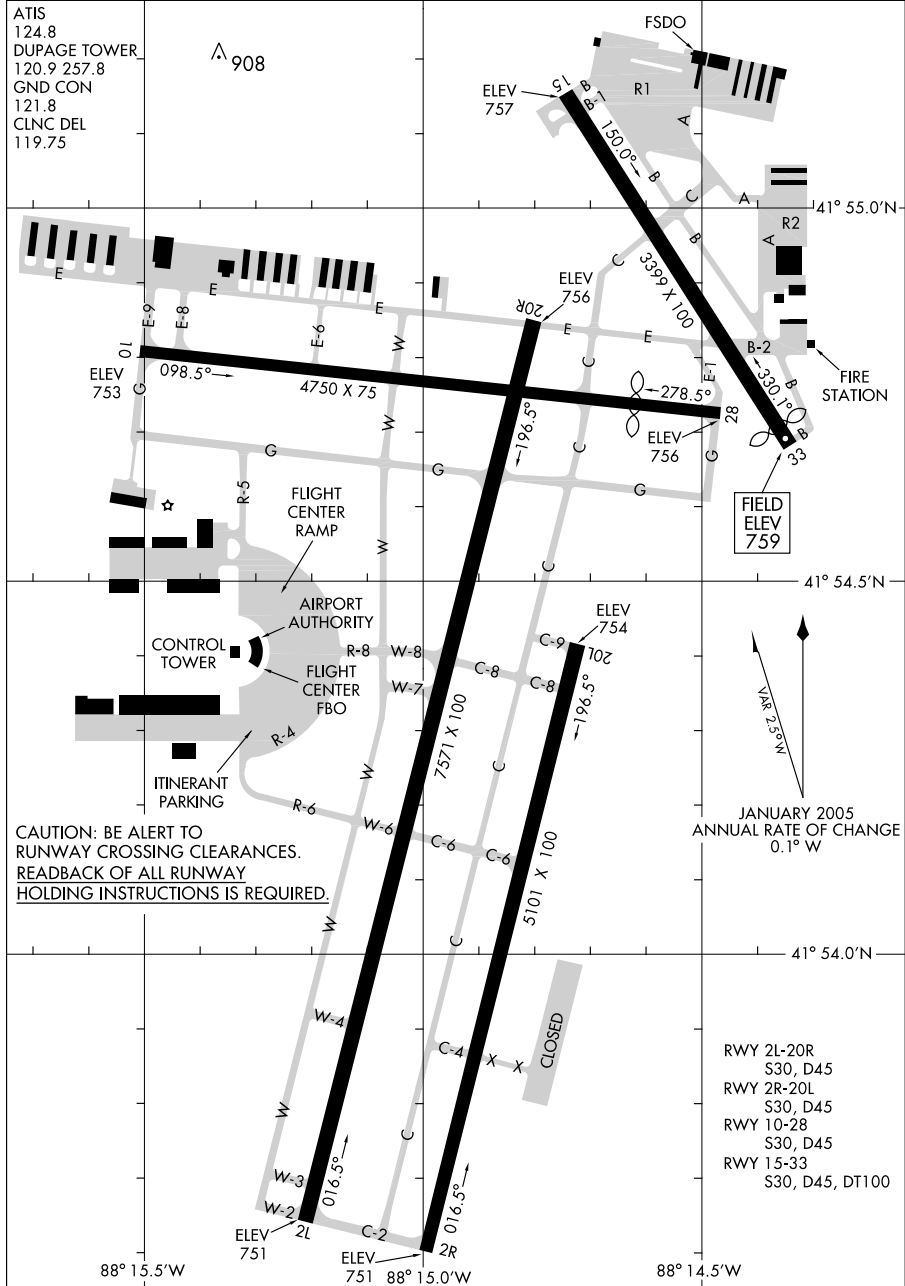 ATIS
124.8
DUPAGE TOWER
120.9 257.8
GND CON
121.8
CLNC DEL
119.75
908
FSDO
R1
ELEV
757
15
B
B-1
150.0°
A
B
C
A
41° 55.0'N
R2
A
B
C
3399 X 100
E
E
E-9
E-8
E-6
E
W
ELEV
756
20R
E
E
C
E-1
B-2
330.1°
B
FIRE
STATION
10
ELEV
753
098.5°
4750 X 75
278.5°
28
ELEV
756
B
33
FIELD
ELEV
759
G
W
196.5°
C
G
G
G
G
R-5
FLIGHT
CENTER
RAMP
W
C
41° 54.5'N
AIRPORT
AUTHORITY
CONTROL
TOWER
FLIGHT
CENTER
FBO
R-8
W-8
W-7
C-8
C-8
C-9
ELEV
754
20L
196.5°
VAR 2.5° W
JANUARY 2005
ANNUAL RATE OF CHANGE
0.1° W
R-4
ITINERANT
PARKING
7571 X 100
C
W
R-6
W-6
C-6
C-6
5101 X 100
CAUTION: BE ALERT TO
RUNWAY CROSSING CLEARANCES.
READBACK OF ALL RUNWAY
HOLDING INSTRUCTIONS IS REQUIRED.
W
C
41° 54.0'N
W-4
C-4
X
X
CLOSED
W
C
RWY 2L-20R
S30, D45
RWY 2R-20L
S30, D45
RWY 10-28
S30, D45
RWY 15-33
S30, D45, DT100
W-3
W-2
016.5°
016.5°
2L
C-2
2R
ELEV
751
ELEV
751
88° 15.5'W
88° 15.0'W
88° 14.5'W